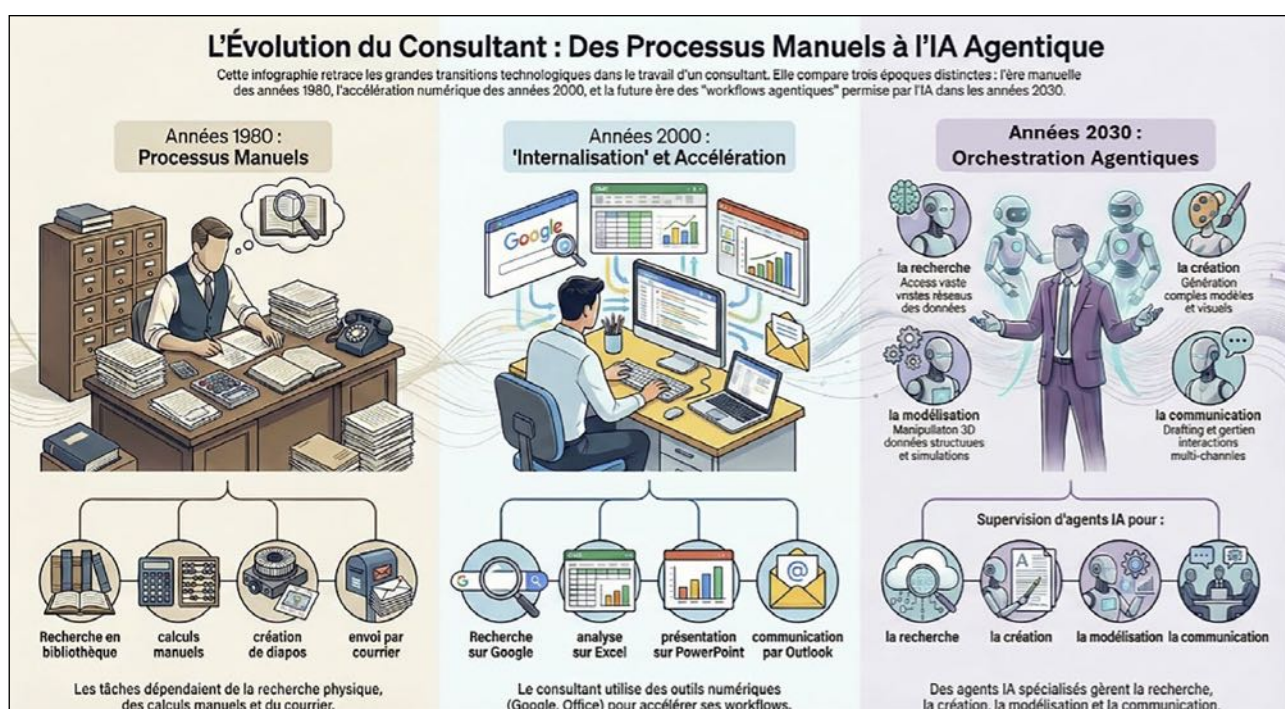 L'Évolution du Consultant : Des Processus Manuels à l'IA Agentique
Cette infographie retrace les grandes transitions technologiques dans le travail d'un consultant. Elle compare trois époques distinctes : l'ère manuelle
des années 1980, l'accélération numérique des années 2000, et la future ère des "workflows agentiques" permise par l'IA dans les années 2030.
Années 1980 :
Processus Manuels
Recherche en
bibliothèque
calculs
manuels
création
de diapos
envoi par
courrier
Les tâches dépendaient de la recherche physique,
des calculs manuels et du courrier.
Années 2000 :
'Internalisation' et Accélération
Google
Recherche
sur Google
analyse
sur Excel
présentation
sur PowerPoint
communication
par Outlook
Le consultant utilise des outils numériques
(Google, Office) pour accélérer ses workflows.
Années 2030 :
Orchestration Agentiques
la recherche
Access vaste
vnstes réseaus
des données
la création
Génération
comples modèles
et visuels
la modélisation
Manipullaton 3D
données structuues
et simulations
la communication
Drafting et gertien
interactions
multi-channles
Supervision d'agents IA pour :
A
la recherche
la création
la modélisation
la communication
Des agents IA spécialisés gèrent la recherche,
la création, la modélisation et la communication.